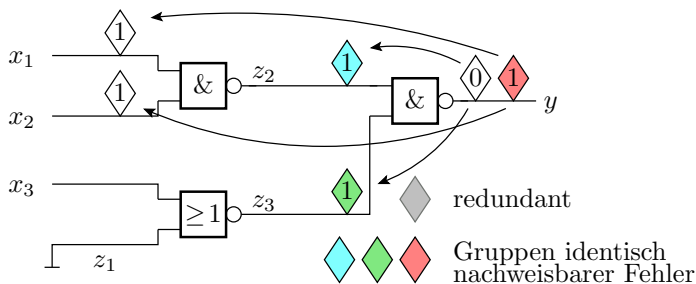 1
x₁
z₂
1
0
1
&
&
y
1
x₂
x₃
z₃
1
≥1
redundant
z₁
Gruppen identisch
nachweisbarer Fehler